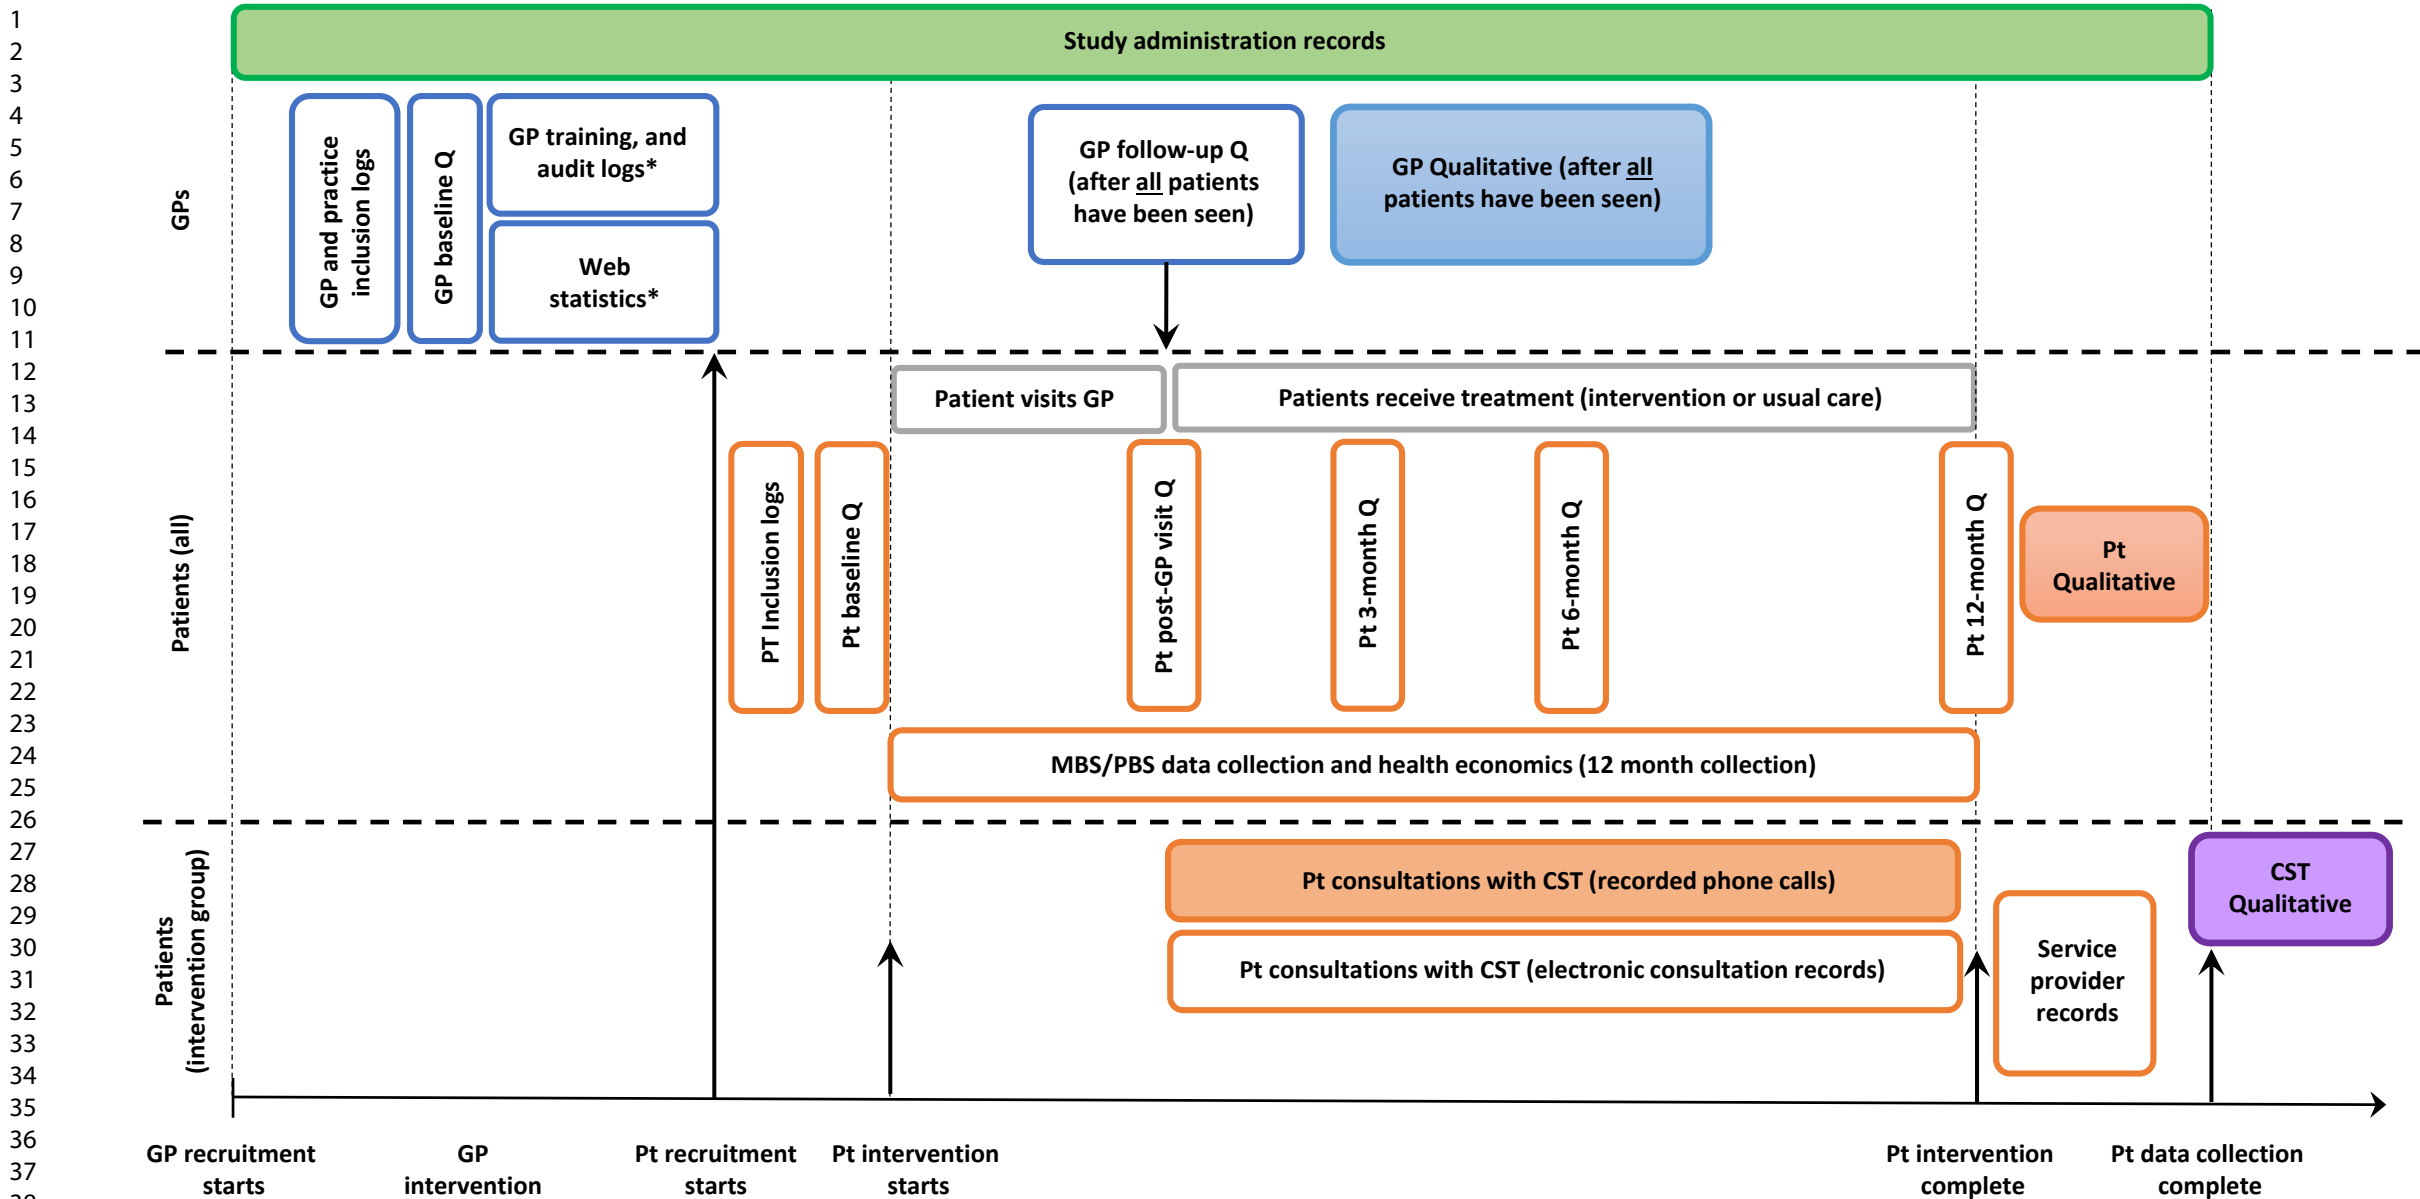 1
2
3
4
5
6
7
8
9
10
11
12
13
14
15
16
17
18
19
20
21
22
23
24
25
26
27
28
29
30
31
32
33
34
35
36
37
Study administration records
GPs
GP and practice
inclusion logs
GP baseline Q
GP training, and
audit logs*
Web
statistics*
GP follow-up Q
(after all patients
have been seen)
GP Qualitative (after all
patients have been seen)
Patients (all)
Patient visits GP
Patients receive treatment (intervention or usual care)
PT Inclusion logs
Pt baseline Q
Pt post-GP visit Q
Pt 3-month Q
Pt 6-month Q
Pt 12-month Q
Pt
Qualitative
MBS/PBS data collection and health economics (12 month collection)
Patients
(intervention group)
Pt consultations with CST (recorded phone calls)
Pt consultations with CST (electronic consultation records)
Service
provider
records
CST
Qualitative
GP recruitment
starts
GP
intervention
Pt recruitment
starts
Pt intervention
starts
Pt intervention
complete
Pt data collection
complete